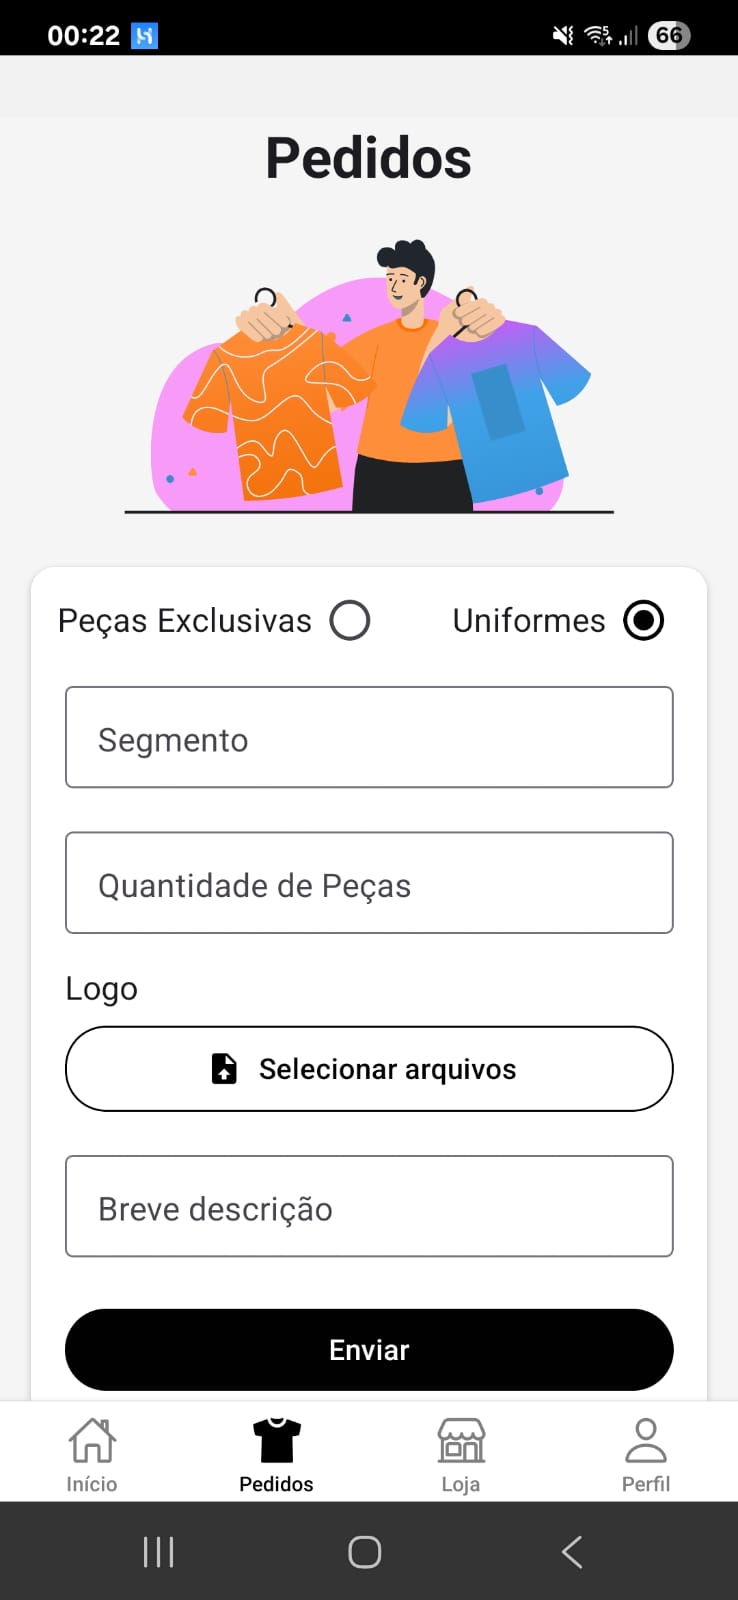 00:22
66
Pedidos
Peças Exclusivas
Uniformes
Segmento
Quantidade de Peças
Logo
Selecionar arquivos
Breve descrição
Enviar
Início
Pedidos
Loja
Perfil